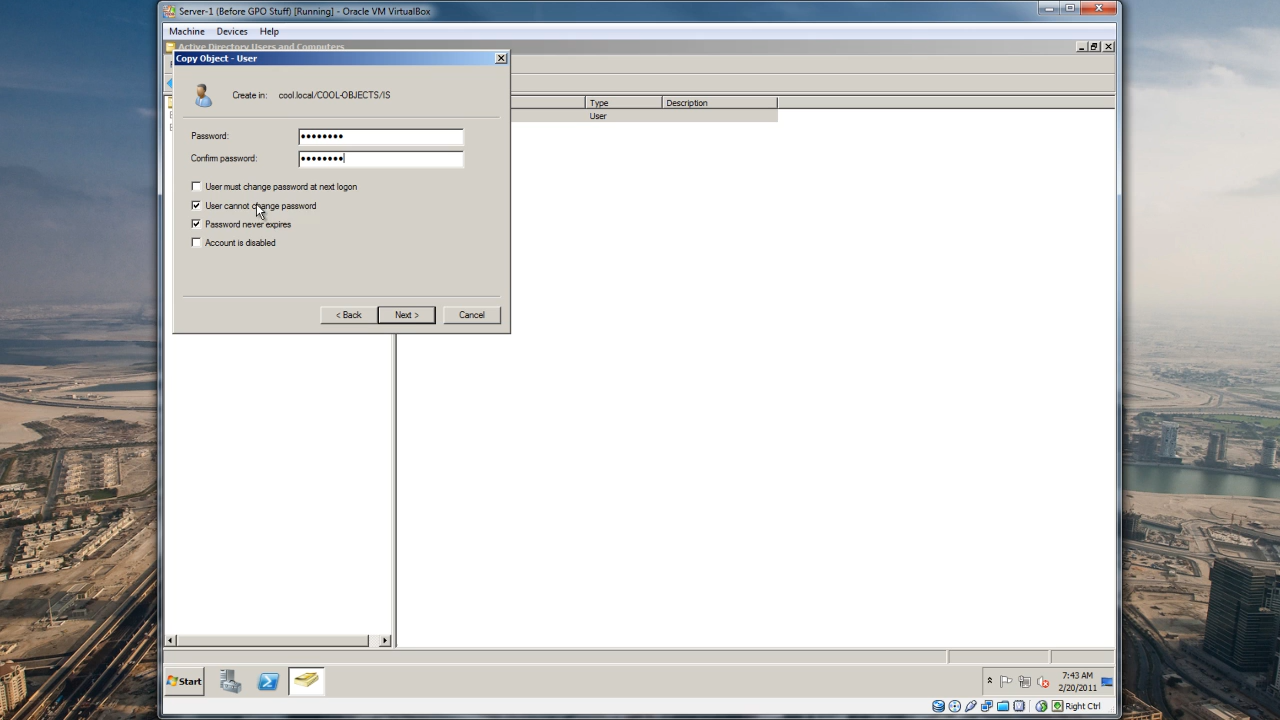 Server-1 (Before GPO Stuff) [Running] - Oracle VM VirtualBox
Machine Devices Help
Active Directory Users and Computers
Copy Object - User
Create in: cool.local/COOL-OBJECTS/IS
Type Description
User
Password: ••••••••
Confirm password: ••••••••
User must change password at next logon
User cannot change password
Password never expires
Account is disabled
< Back Next > Cancel
Start
7:43 AM
2/20/2011
Right Ctrl